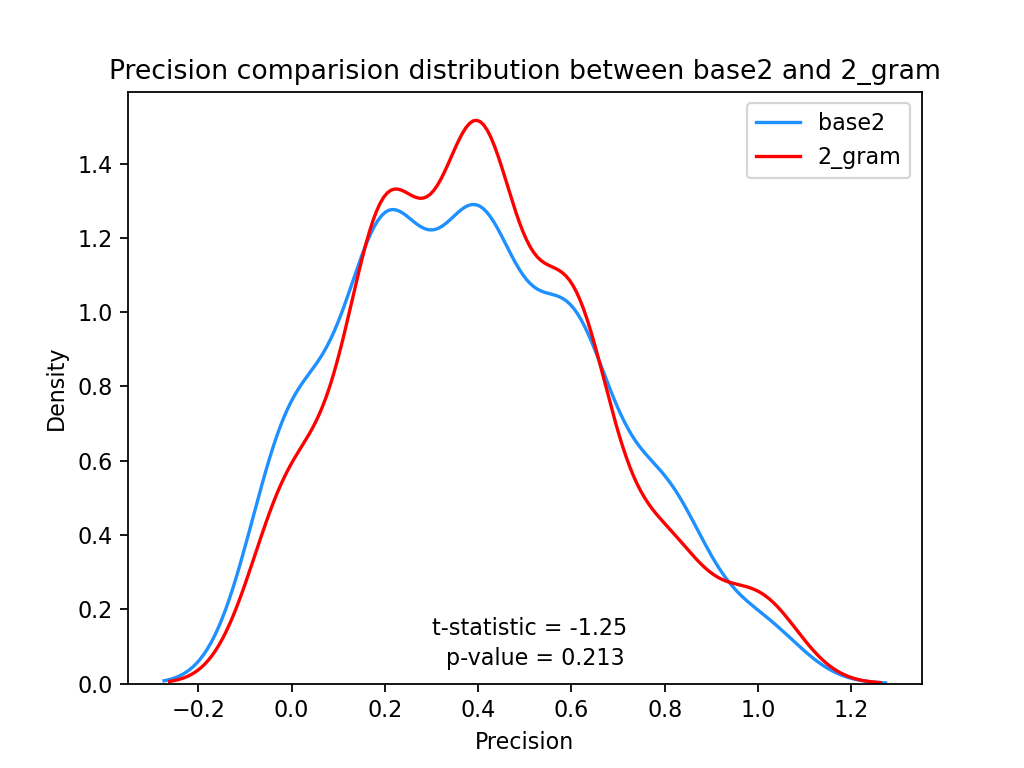 Precision comparision distribution between base2 and 2_gram
base2
2_gram
1.4
1.2
1.0
0.8
0.6
0.4
0.2
0.0
Density
t-statistic = -1.25
p-value = 0.213
−0.2 0.0 0.2 0.4 0.6 0.8 1.0 1.2
Precision